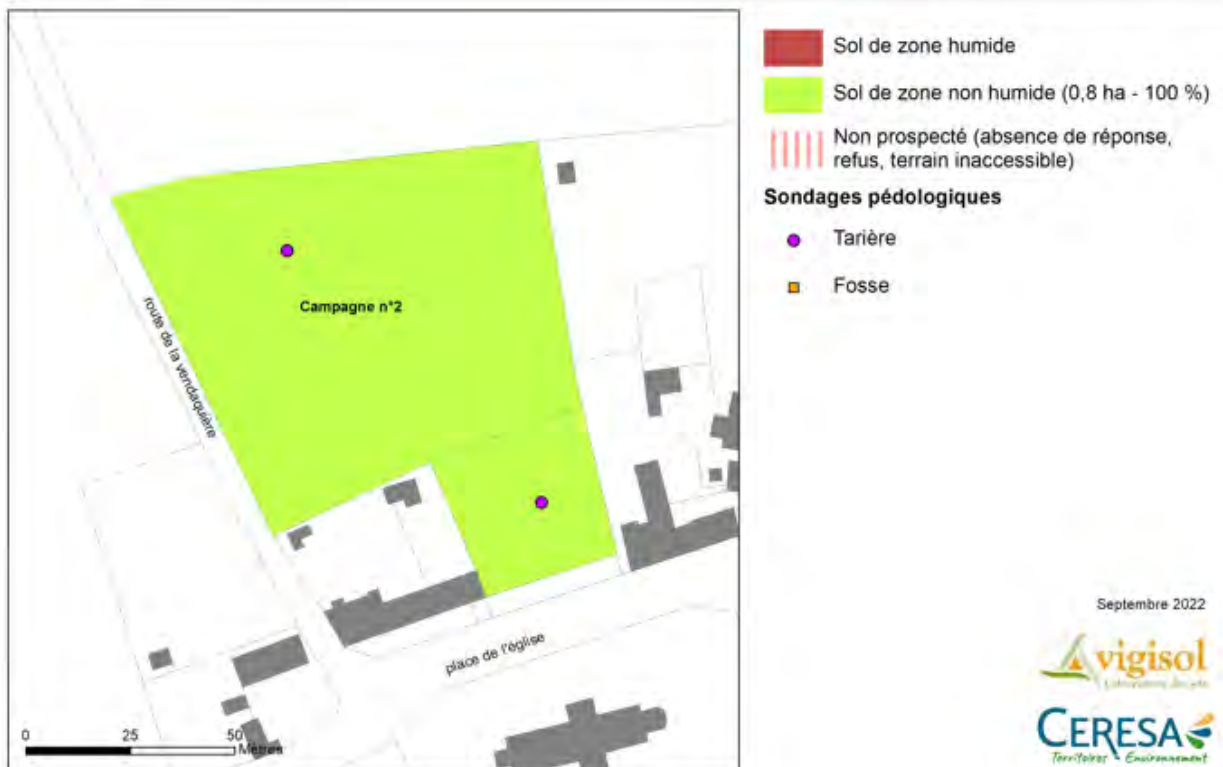 Sol de zone humide
Sol de zone non humide (0,8 ha - 100 %)
Non prospecté (absence de réponse,
refus, terrain inaccessible)
Sondages pédologiques
Tarière
Fosse
Campagne n°2
route de la vendaquière
place de l'église
0 25 50
Mètres
Septembre 2022
vigisol
CERESA
Territoires Environnement